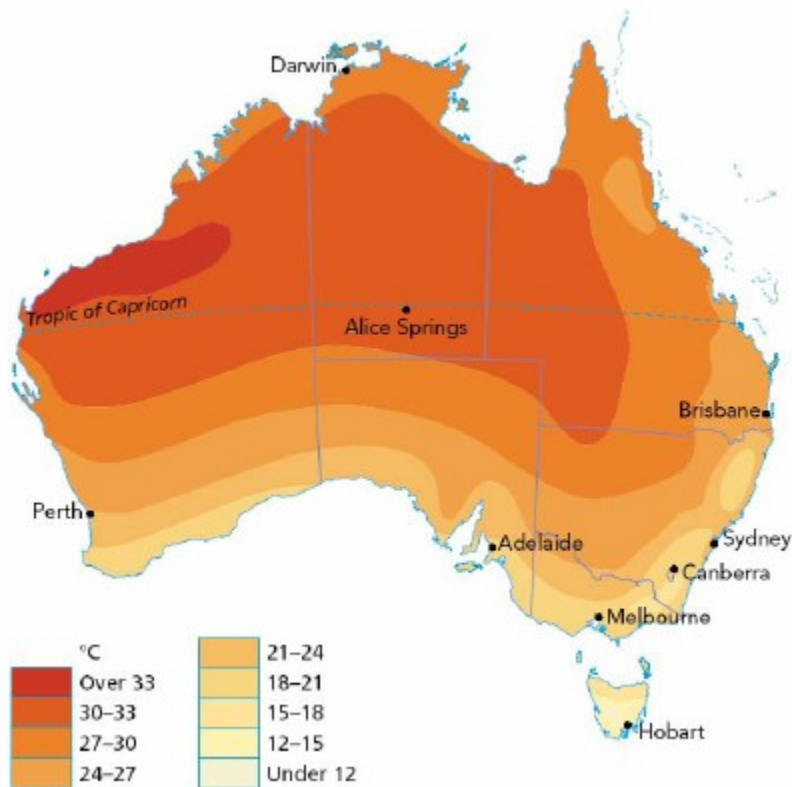 Darwin
Tropic of Capricorn
Alice Springs
Brisbane
Perth
Adelaide
Sydney
Canberra
Melbourne
Hobart
°C
Over 33
30–33
27–30
24–27
21–24
18–21
15–18
12–15
Under 12